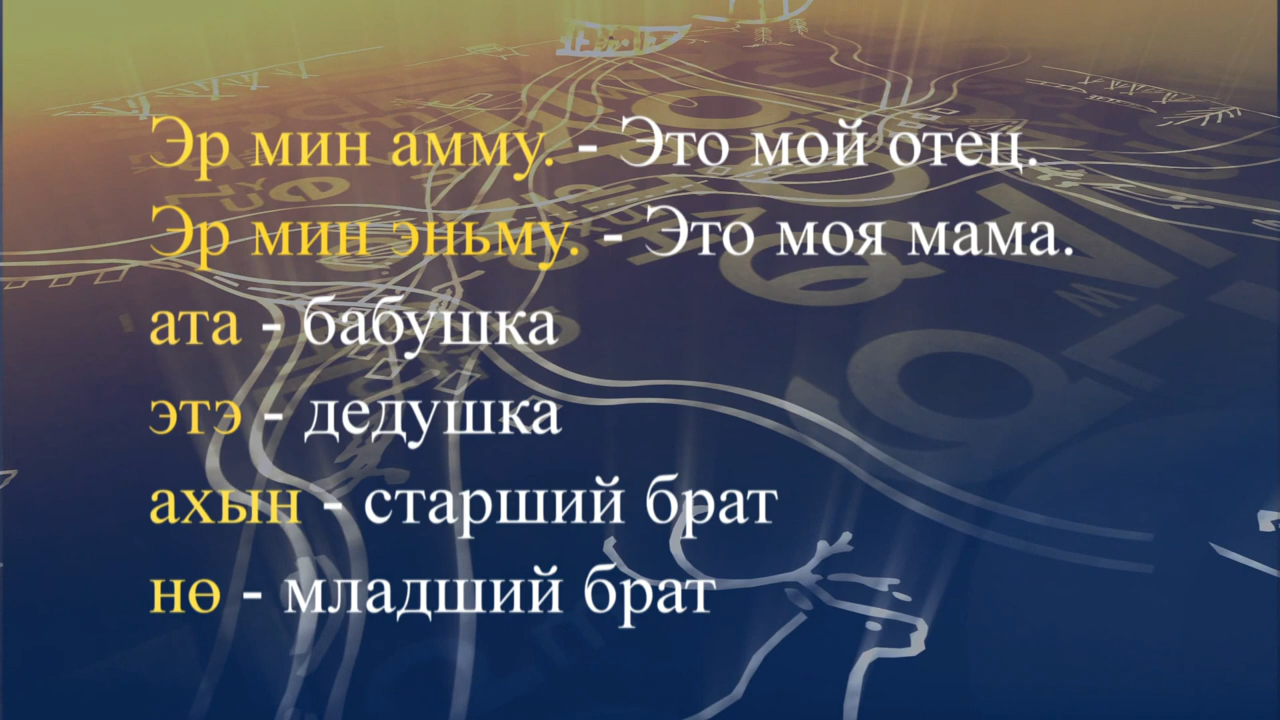 Эр мин амму. - Это мой отец.
Эр мин эньму. - Это моя мама.
ата - бабушка
этэ - дедушка
ахын - старший брат
нө - младший брат